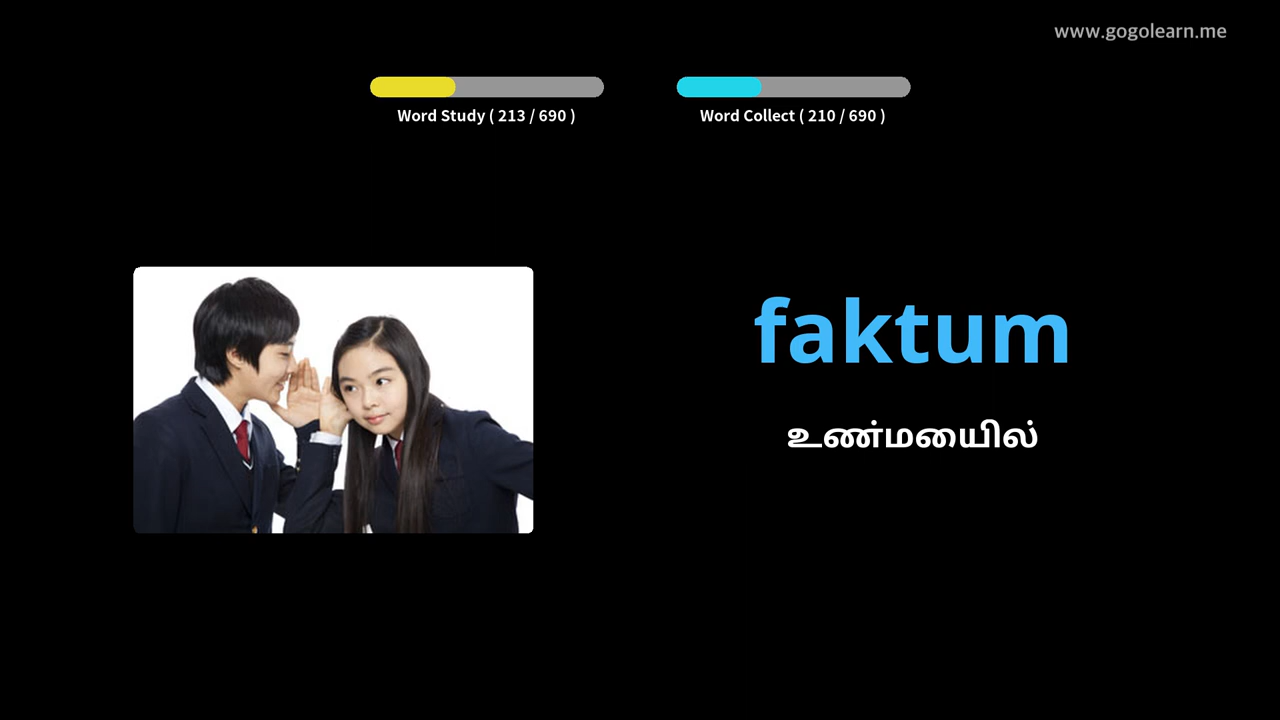 www.gogolearn.me
Word Study ( 213 / 690 )
Word Collect ( 210 / 690 )
faktum
உண்மையில்